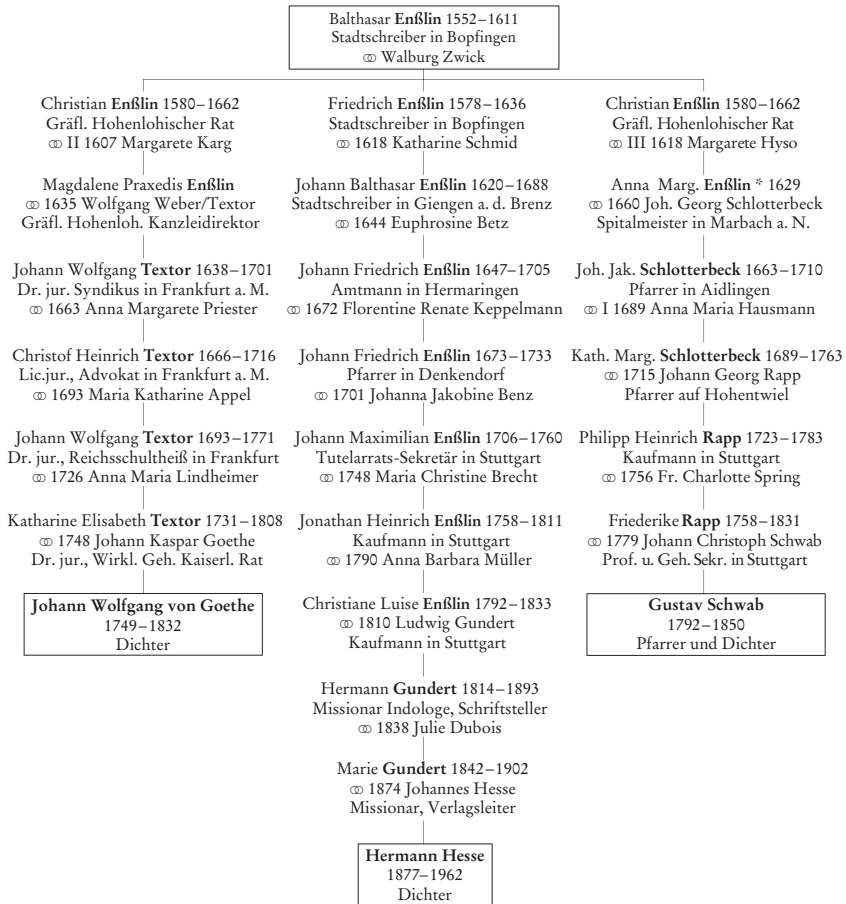 Balthasar Enßlin 1552–1611
Stadtschreiber in Bopfingen
⚭ Walburg Zwick
Christian Enßlin 1580–1662
Gräfl. Hohenlohischer Rat
⚭ II 1607 Margarete Karg
Magdalene Praxedis Enßlin
⚭ 1635 Wolfgang Weber/Textor
Gräfl. Hohenloh. Kanzleidirektor
Johann Wolfgang Textor 1638–1701
Dr. jur. Syndikus in Frankfurt a. M.
⚭ 1663 Anna Margarete Priester
Christof Heinrich Textor 1666–1716
Lic.jur., Advokat in Frankfurt a. M.
⚭ 1693 Maria Katharine Appel
Johann Wolfgang Textor 1693–1771
Dr. jur., Reichsschultheiß in Frankfurt
⚭ 1726 Anna Maria Lindheimer
Katharine Elisabeth Textor 1731–1808
⚭ 1748 Johann Kaspar Goethe
Dr. jur., Wirkl. Geh. Kaiserl. Rat
Johann Wolfgang von Goethe
1749–1832
Dichter
Friedrich Enßlin 1578–1636
Stadtschreiber in Bopfingen
⚭ 1618 Katharine Schmid
Johann Balthasar Enßlin 1620–1688
Stadtschreiber in Giengen a. d. Brenz
⚭ 1644 Euphrosine Betz
Johann Friedrich Enßlin 1647–1705
Amtmann in Hermaringen
⚭ 1672 Florentine Renate Keppelmann
Johann Friedrich Enßlin 1673–1733
Pfarrer in Denkendorf
⚭ 1701 Johanna Jakobine Benz
Johann Maximilian Enßlin 1706–1760
Tutelarrats-Sekretär in Stuttgart
⚭ 1748 Maria Christine Brecht
Jonathan Heinrich Enßlin 1758–1811
Kaufmann in Stuttgart
⚭ 1790 Anna Barbara Müller
Christiane Luise Enßlin 1792–1833
⚭ 1810 Ludwig Gundert
Kaufmann in Stuttgart
Hermann Gundert 1814–1893
Missionar Indologe, Schriftsteller
⚭ 1838 Julie Dubois
Marie Gundert 1842–1902
⚭ 1874 Johannes Hesse
Missionar, Verlagsleiter
Hermann Hesse
1877–1962
Dichter
Christian Enßlin 1580–1662
Gräfl. Hohenlohischer Rat
⚭ III 1618 Margarete Hyso
Anna Marg. Enßlin * 1629
⚭ 1660 Joh. Georg Schlotterbeck
Spitalmeister in Marbach a. N.
Joh. Jak. Schlotterbeck 1663–1710
Pfarrer in Aidlingen
⚭ I 1689 Anna Maria Hausmann
Kath. Marg. Schlotterbeck 1689–1763
⚭ 1715 Johann Georg Rapp
Pfarrer auf Hohentwiel
Philipp Heinrich Rapp 1723–1783
Kaufmann in Stuttgart
⚭ 1756 Fr. Charlotte Spring
Friederike Rapp 1758–1831
⚭ 1779 Johann Christoph Schwab
Prof. u. Geh. Sekr. in Stuttgart
Gustav Schwab
1792–1850
Pfarrer und Dichter